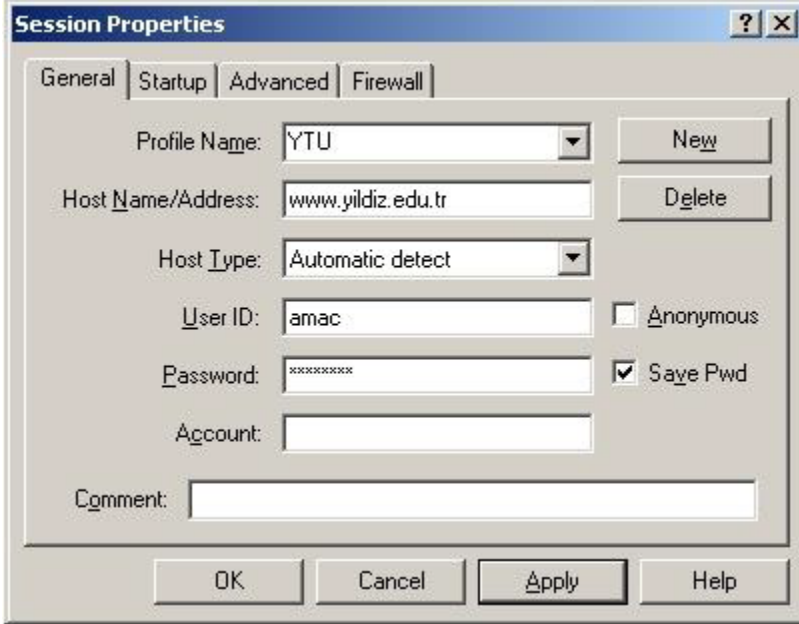 Session Properties
General Startup Advanced Firewall
Profile Name: YTU New
Host Name/Address: www.yildiz.edu.tr Delete
Host Type: Automatic detect
User ID: amac Anonymous
Password: xxxxxxxx Save Pwd
Account:
Comment:
OK Cancel Apply Help